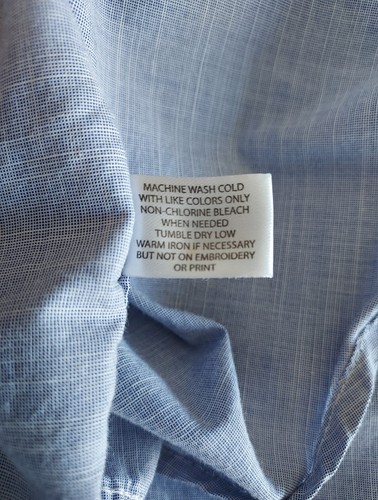 MACHINE WASH COLD
WITH LIKE COLORS ONLY
NON-CHLORINE BLEACH
WHEN NEEDED
TUMBLE DRY LOW
WARM IRON IF NECESSARY
BUT NOT ON EMBROIDERY
OR PRINT